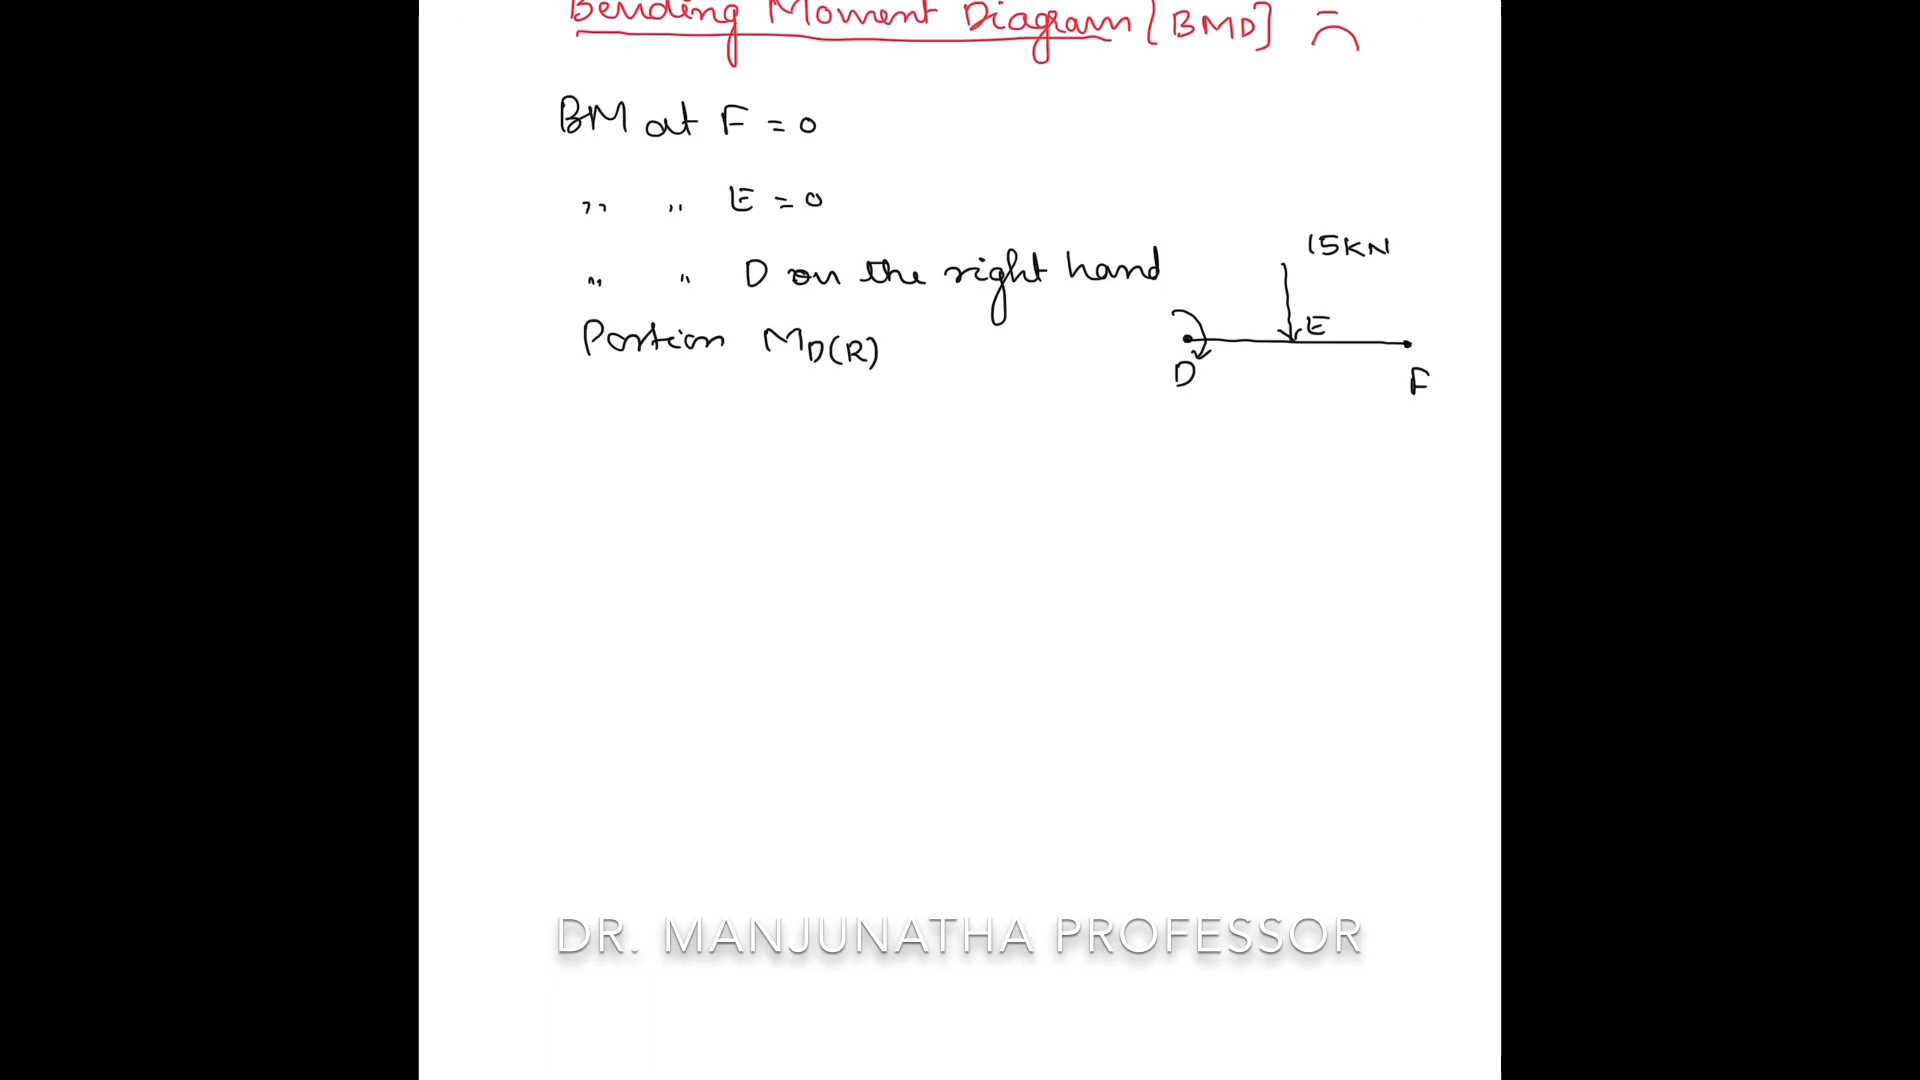 Bending Moment Diagram [BMD]
BM at F = 0
,, ,, E = 0
,, ,, D on the right hand
Portion M_D(R)
15KN
E
D
F
DR. MANJUNATHA PROFESSOR